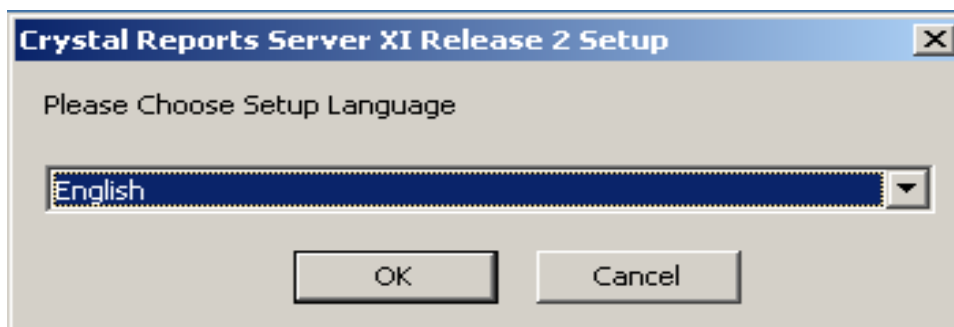 Crystal Reports Server XI Release 2 Setup
Please Choose Setup Language
English
OK Cancel